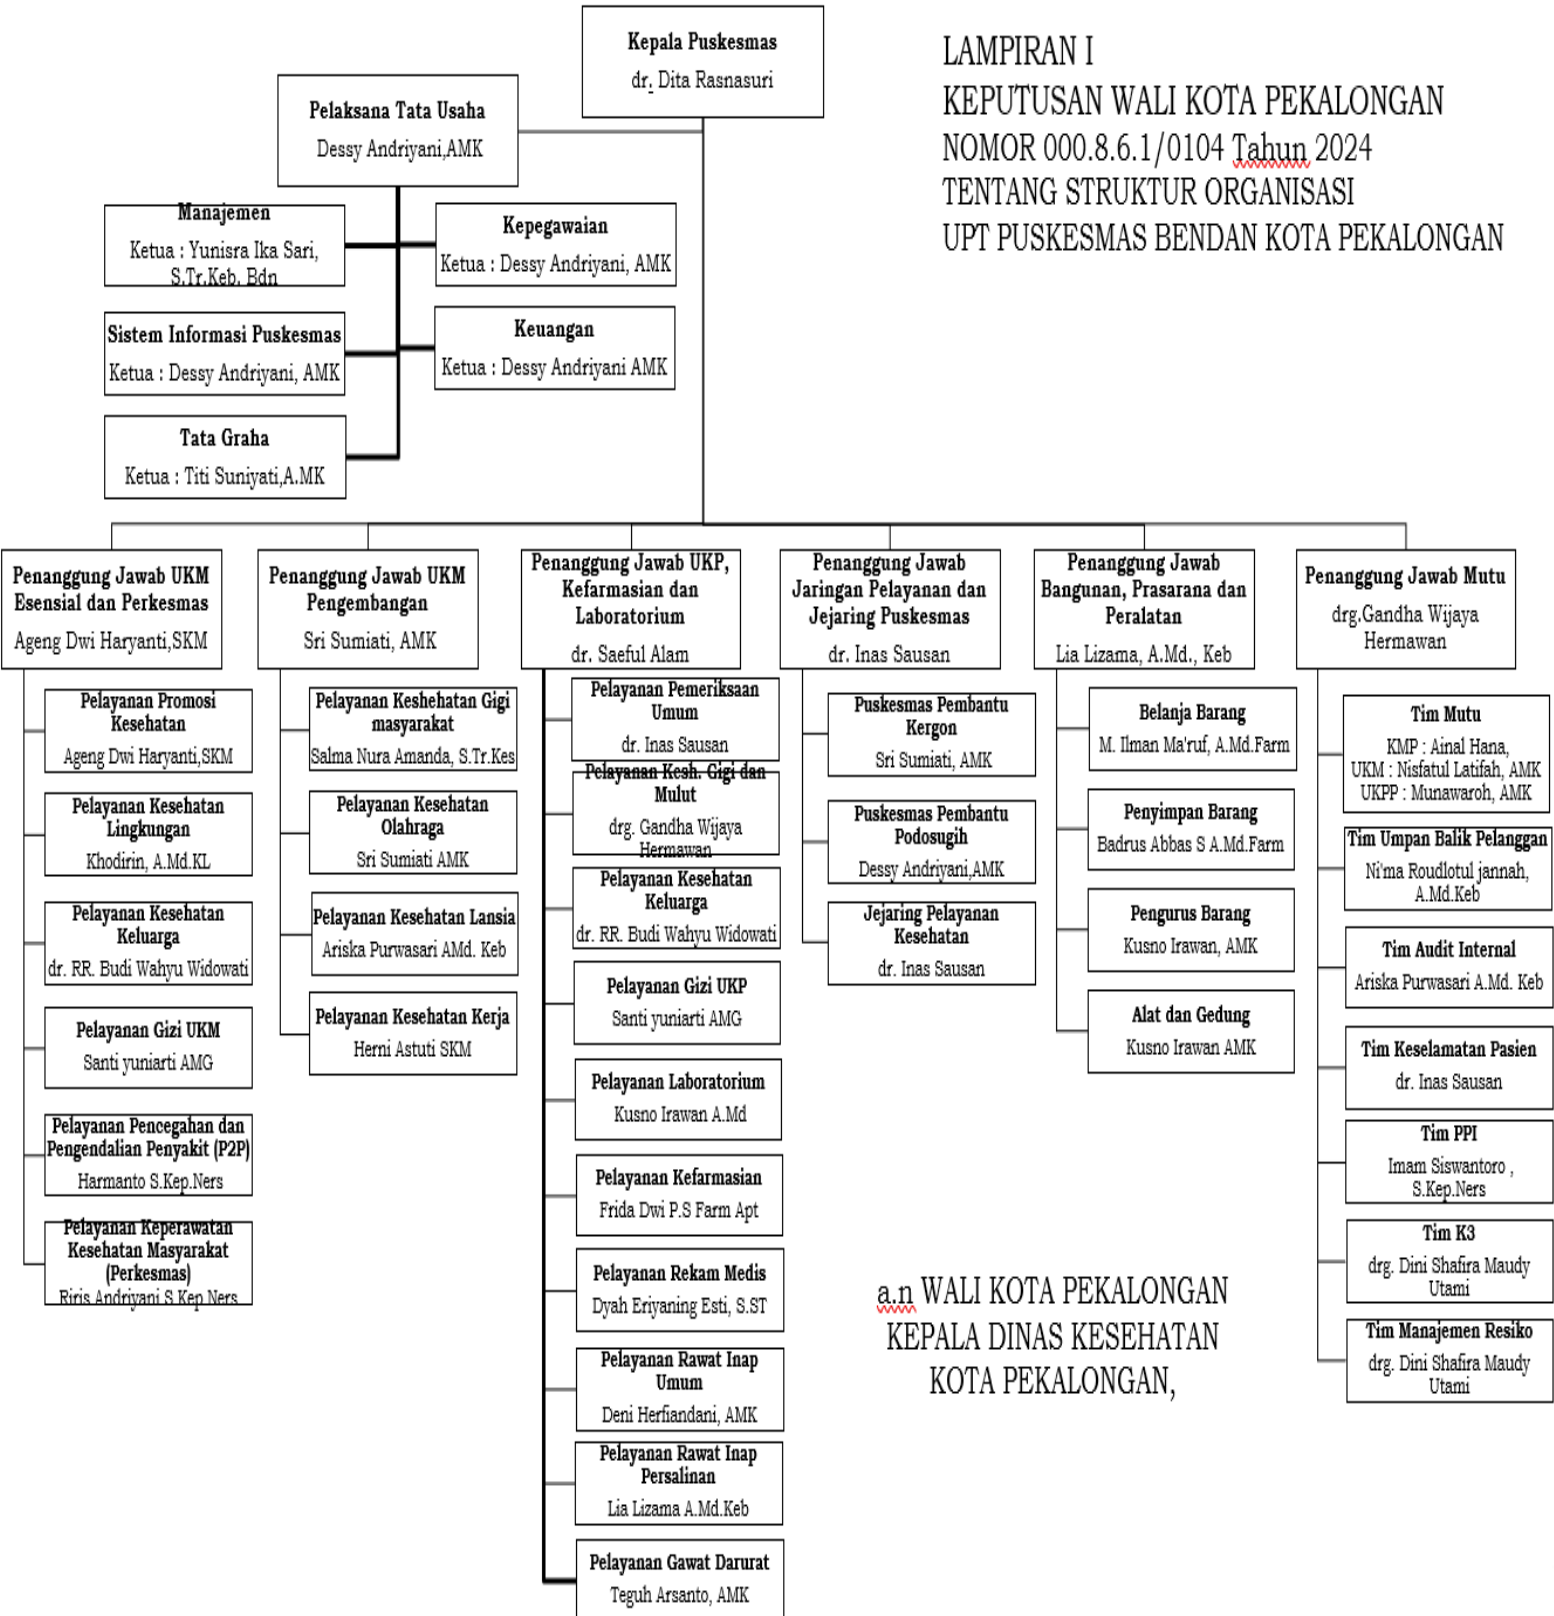 Kepala Puskesmas
dr. Dita Rasnasuri
LAMPIRAN I
KEPUTUSAN WALI KOTA PEKALONGAN
NOMOR 000.8.6.1/0104 Tahun 2024
TENTANG STRUKTUR ORGANISASI
UPT PUSKESMAS BENDAN KOTA PEKALONGAN
Pelaksana Tata Usaha
Dessy Andriyani,AMK
Manajemen
Ketua : Yunisra Ika Sari,
S.Tr.Keb. Bdn
Kepegawaian
Ketua : Dessy Andriyani, AMK
Sistem Informasi Puskesmas
Ketua : Dessy Andriyani, AMK
Keuangan
Ketua : Dessy Andriyani AMK
Tata Graha
Ketua : Titi Suniyati,A.MK
Penanggung Jawab UKM
Esensial dan Perkesmas
Ageng Dwi Haryanti,SKM
Pelayanan Promosi
Kesehatan
Ageng Dwi Haryanti,SKM
Pelayanan Kesehatan
Lingkungan
Khodirin, A.Md.KL
Pelayanan Kesehatan
Keluarga
dr. RR. Budi Wahyu Widowati
Pelayanan Gizi UKM
Santi yuniarti AMG
Pelayanan Pencegahan dan
Pengendalian Penyakit (P2P)
Harmanto S.Kep.Ners
Pelayanan Keperawatan
Kesehatan Masyarakat
(Perkesmas)
Riris Andriyani S.Kep Ners
Penanggung Jawab UKM
Pengembangan
Sri Sumiati, AMK
Pelayanan Keshehatan Gigi
masyarakat
Salma Nura Amanda, S.Tr.Kes
Pelayanan Kesehatan
Olahraga
Sri Sumiati AMK
Pelayanan Kesehatan Lansia
Ariska Purwasari AMd. Keb
Pelayanan Kesehatan Kerja
Herni Astuti SKM
Penanggung Jawab UKP,
Kefarmasian dan
Laboratorium
dr. Saeful Alam
Pelayanan Pemeriksaan
Umum
dr. Inas Sausan
Pelayanan Kesh. Gigi dan
Mulut
drg. Gandha Wijaya
Hermawan
Pelayanan Kesehatan
Keluarga
dr. RR. Budi Wahyu Widowati
Pelayanan Gizi UKP
Santi yuniarti AMG
Pelayanan Laboratorium
Kusno Irawan A.Md
Pelayanan Kefarmasian
Frida Dwi P.S Farm Apt
Pelayanan Rekam Medis
Dyah Eriyaning Esti, S.ST
Pelayanan Rawat Inap
Umum
Deni Herfiandani, AMK
Pelayanan Rawat Inap
Persalinan
Lia Lizama A.Md.Keb
Pelayanan Gawat Darurat
Teguh Arsanto, AMK
Penanggung Jawab
Jaringan Pelayanan dan
Jejaring Puskesmas
dr. Inas Sausan
Puskesmas Pembantu
Kergon
Sri Sumiati, AMK
Puskesmas Pembantu
Podosugih
Dessy Andriyani,AMK
Jejaring Pelayanan
Kesehatan
dr. Inas Sausan
Penanggung Jawab
Bangunan, Prasarana dan
Peralatan
Lia Lizama, A.Md., Keb
Belanja Barang
M. Ilman Ma'ruf, A.Md.Farm
Penyimpan Barang
Badrus Abbas S A.Md.Farm
Pengurus Barang
Kusno Irawan, AMK
Alat dan Gedung
Kusno Irawan AMK
Penanggung Jawab Mutu
drg.Gandha Wijaya
Hermawan
Tim Mutu
KMP : Ainal Hana,
UKM : Nisfatul Latifah, AMK
UKPP : Munawaroh, AMK
Tim Umpan Balik Pelanggan
Ni'ma Roudlotul jannah,
A.Md.Keb
Tim Audit Internal
Ariska Purwasari A.Md. Keb
Tim Keselamatan Pasien
dr. Inas Sausan
Tim PPI
Imam Siswantoro ,
S.Kep.Ners
Tim K3
drg. Dini Shafira Maudy
Utami
Tim Manajemen Resiko
drg. Dini Shafira Maudy
Utami
a.n WALI KOTA PEKALONGAN
KEPALA DINAS KESEHATAN
KOTA PEKALONGAN,